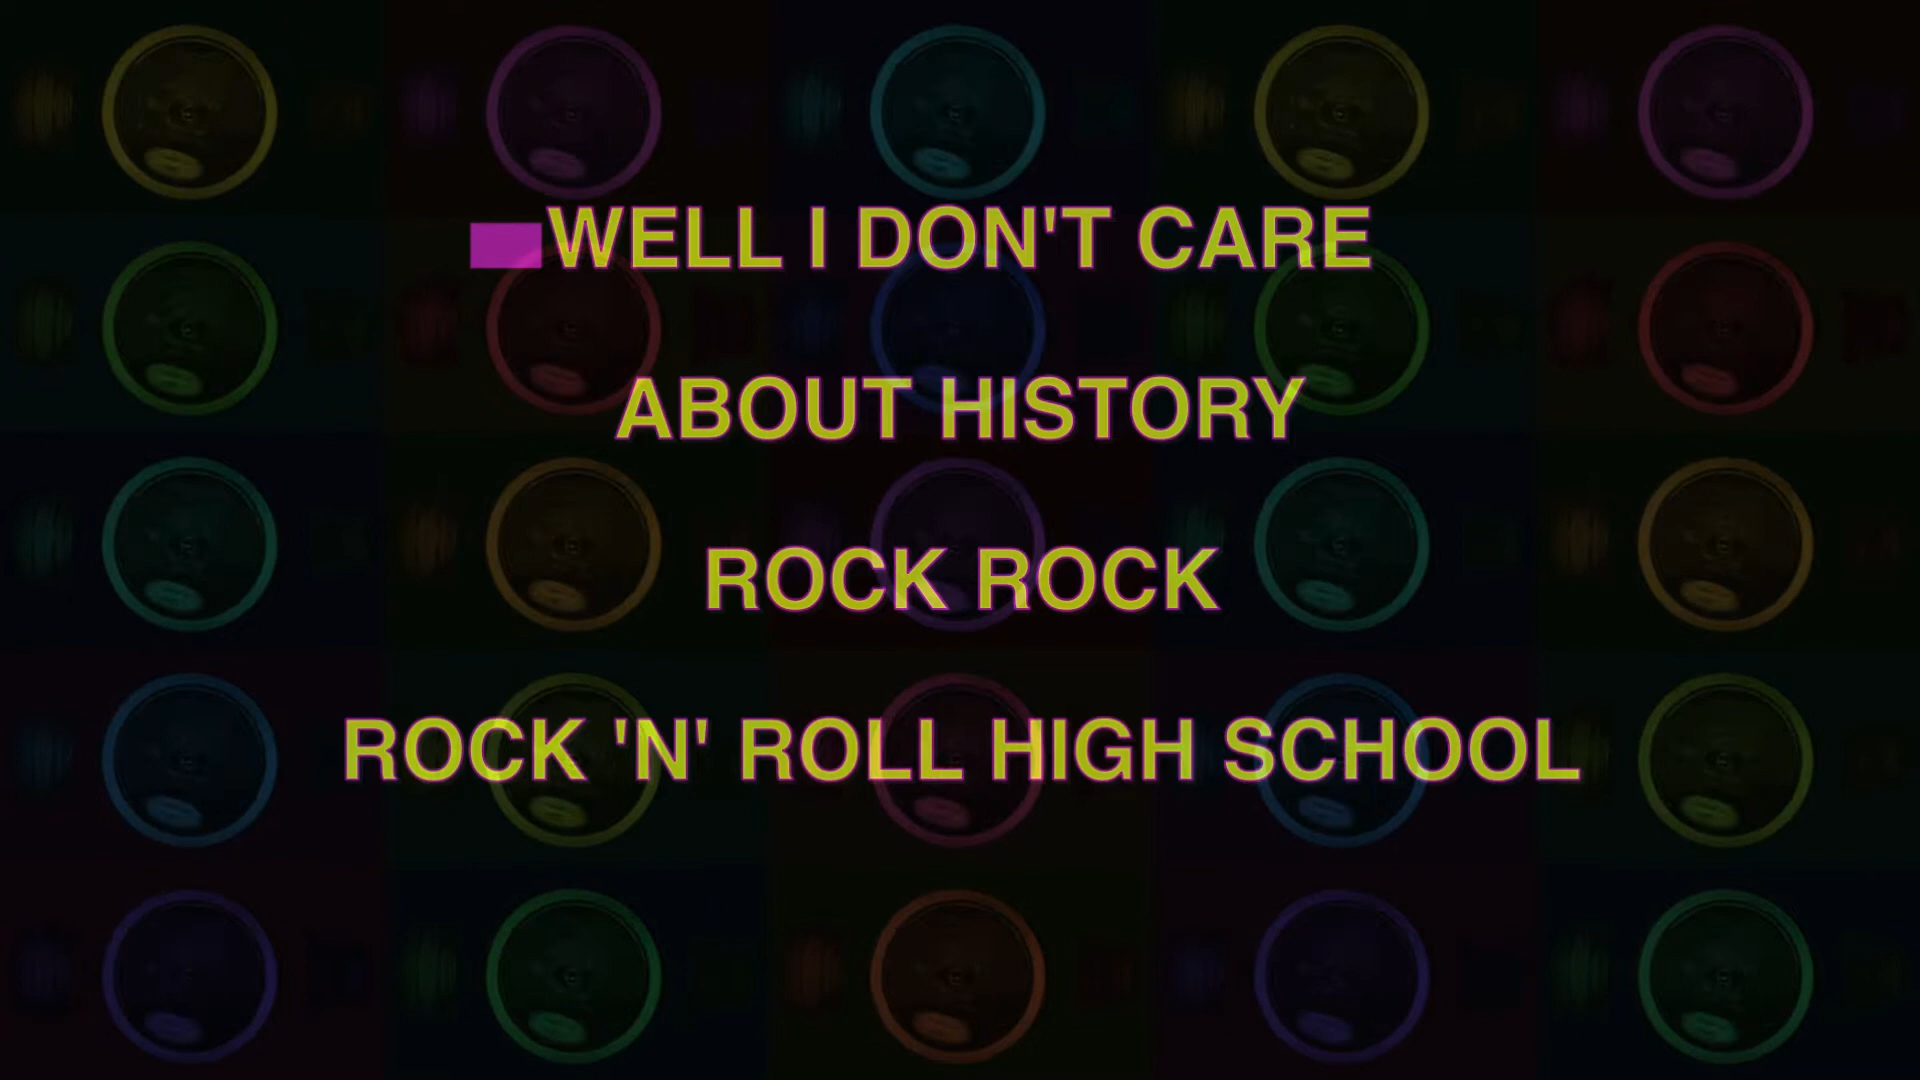 WELL I DON'T CARE
ABOUT HISTORY
ROCK ROCK
ROCK 'N' ROLL HIGH SCHOOL